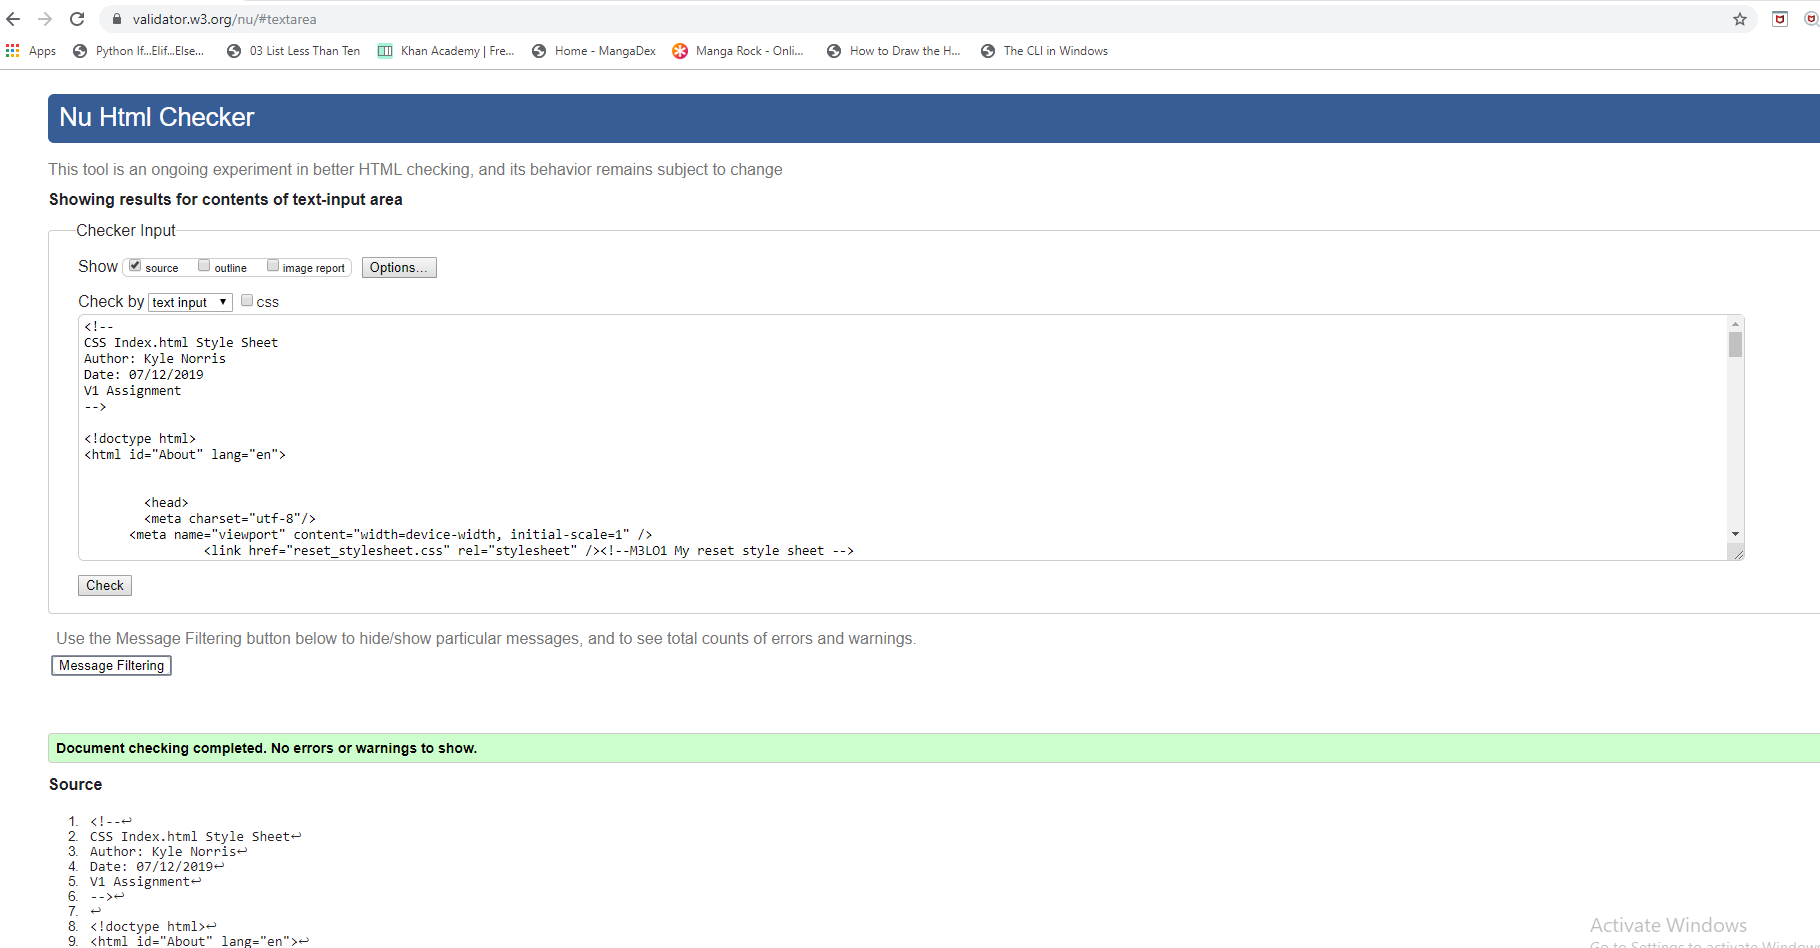 validator.w3.org/nu/#textarea
Apps Python If...Elif...Else... 03 List Less Than Ten Khan Academy | Fre... Home - MangaDex Manga Rock - Onli... How to Draw the H... The CLI in Windows
Nu Html Checker
This tool is an ongoing experiment in better HTML checking, and its behavior remains subject to change
Showing results for contents of text-input area
Checker Input
Show source outline image report Options...
Check by text input CSS
<!--
CSS Index.html Style Sheet
Author: Kyle Norris
Date: 07/12/2019
V1 Assignment
-->
<!doctype html>
<html id="About" lang="en">
<head>
<meta charset="utf-8"/>
<meta name="viewport" content="width=device-width, initial-scale=1" />
<link href="reset_stylesheet.css" rel="stylesheet" /><!--M3LO1 My reset style sheet -->
Check
Use the Message Filtering button below to hide/show particular messages, and to see total counts of errors and warnings.
Message Filtering
Document checking completed. No errors or warnings to show.
Source
1. <!--↩
2. CSS Index.html Style Sheet↩
3. Author: Kyle Norris↩
4. Date: 07/12/2019↩
5. V1 Assignment↩
6. -->↩
7. ↩
8. <!doctype html>↩
9. <html id="About" lang="en">↩
Activate Windows
Go to Settings to activate Windows